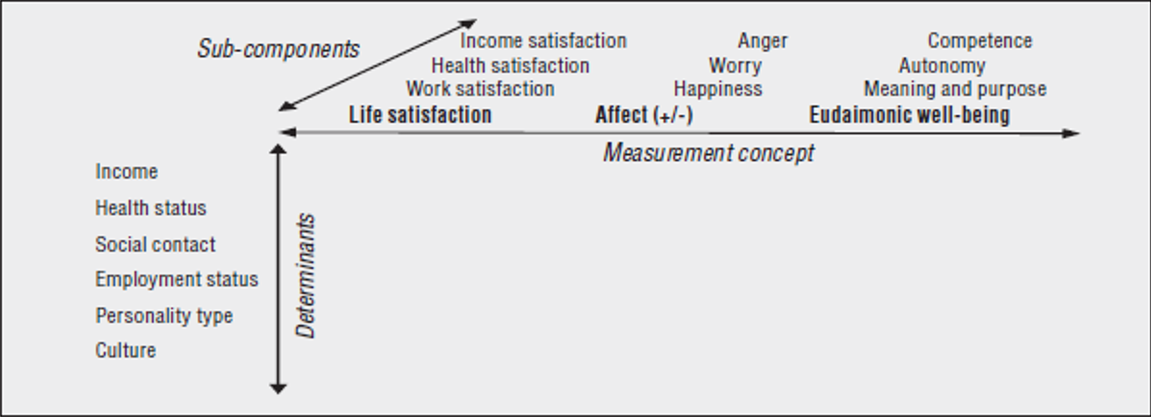 Sub-components
Income satisfaction Anger Competence
Health satisfaction Worry Autonomy
Work satisfaction Happiness Meaning and purpose
Life satisfaction Affect (+/-) Eudaimonic well-being
Measurement concept
Income
Health status
Social contact
Employment status
Personality type
Culture
Determinants